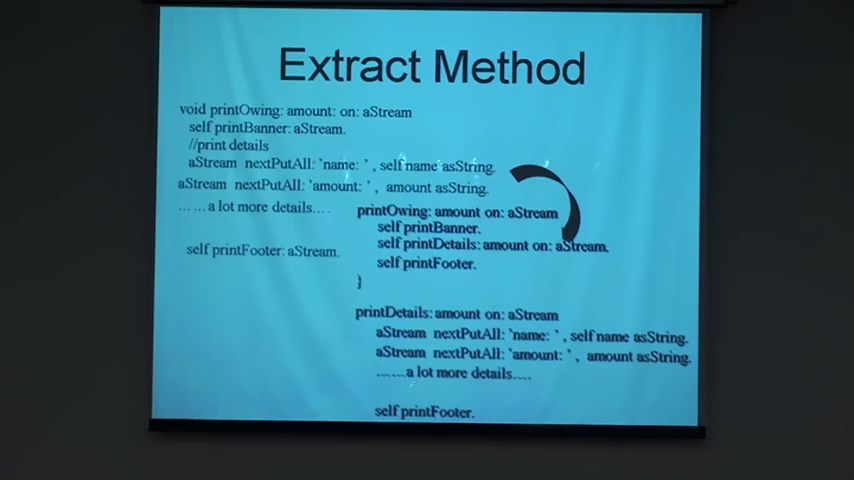 Extract Method
void printOwing: amount: on: aStream
self printBanner: aStream.
//print details
aStream nextPutAll: 'name: ' , self name asString.
aStream nextPutAll: 'amount: ' , amount asString.
... ...a lot more details... .
self printFooter: aStream.
printOwing: amount on: aStream
self printBanner.
self printDetails: amount on: aStream.
self printFooter.
}
printDetails: amount on: aStream
aStream nextPutAll: 'name: ' , self name asString.
aStream nextPutAll: 'amount: ' , amount asString.
.......a lot more details.....
self printFooter.